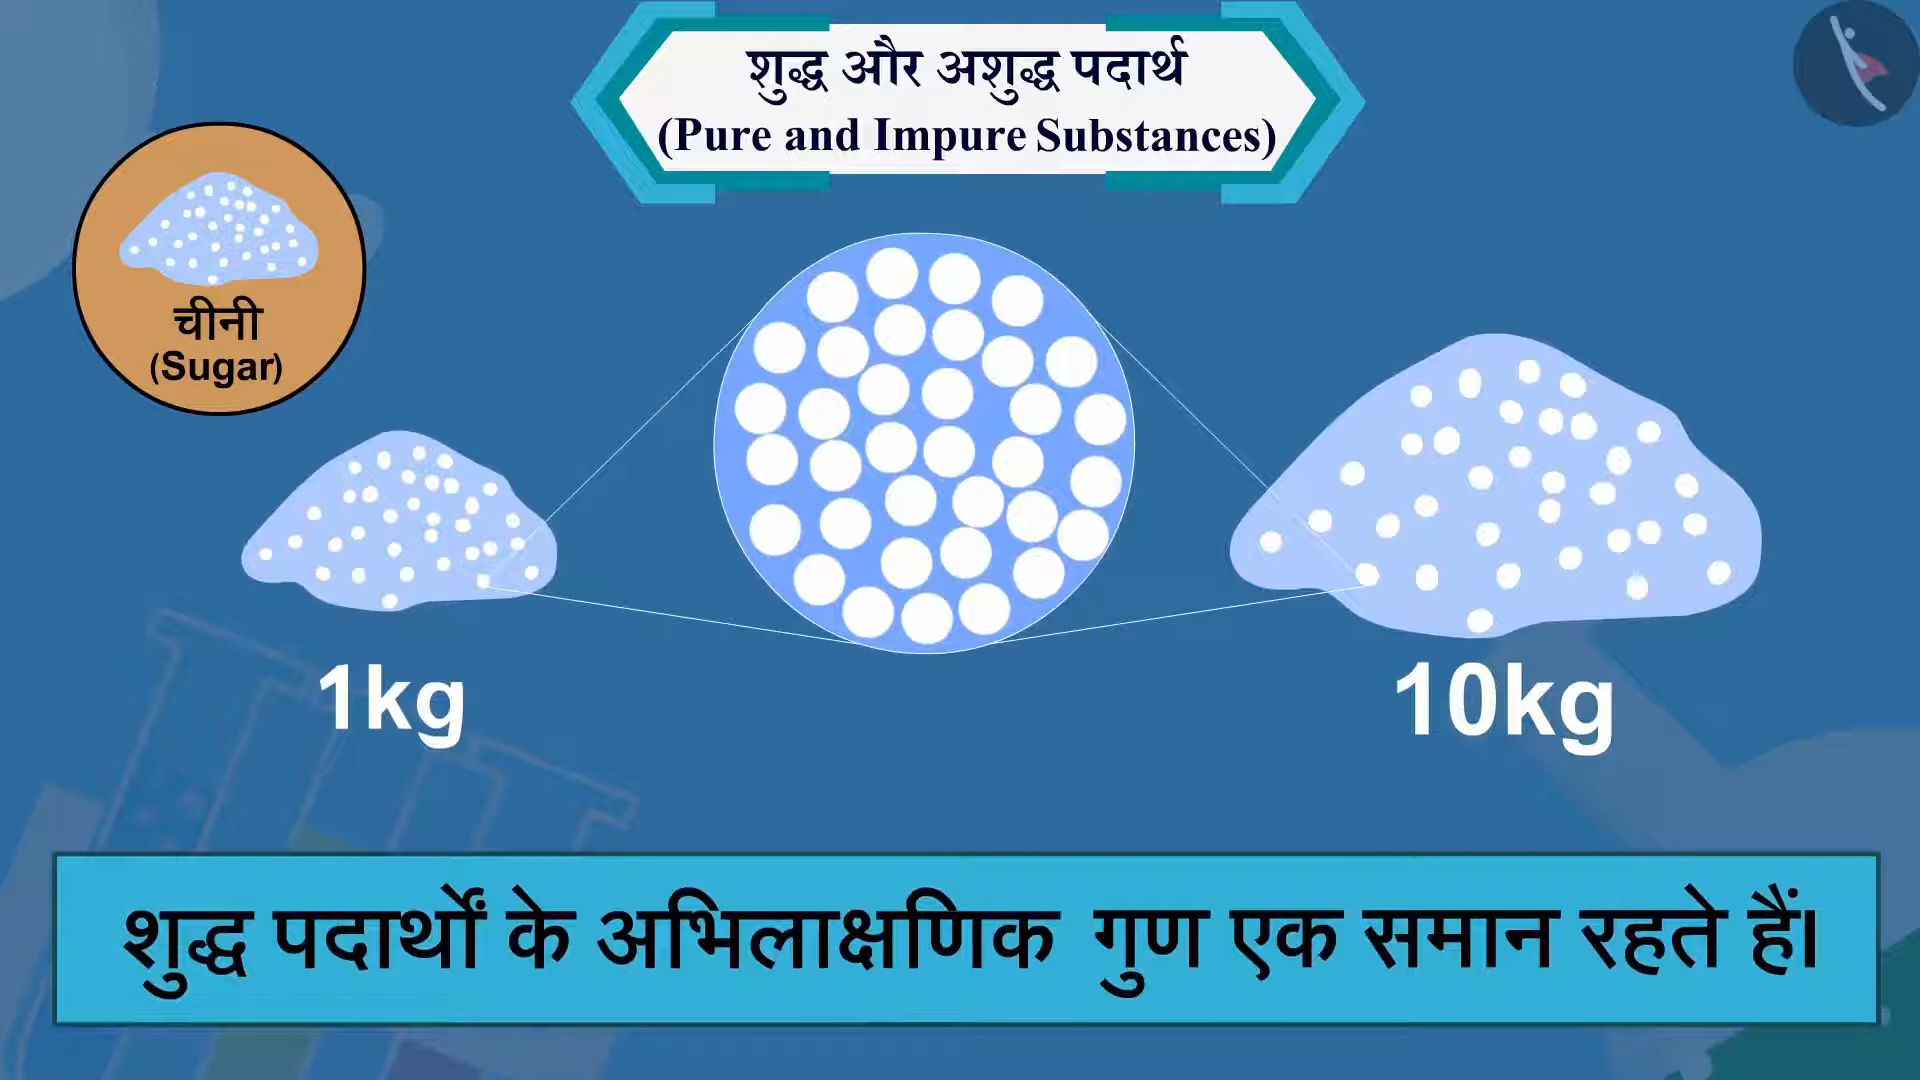 शुद्ध और अशुद्ध पदार्थ
(Pure and Impure Substances)
चीनी
(Sugar)
1kg
10kg
शुद्ध पदार्थों के अभिलाक्षणिक गुण एक समान रहते हैं।